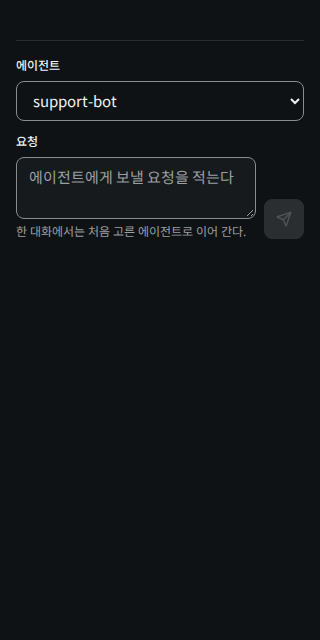 에이전트
support-bot
요청
에이전트에게 보낼 요청을 적는다
한 대화에서는 처음 고른 에이전트로 이어 간다.